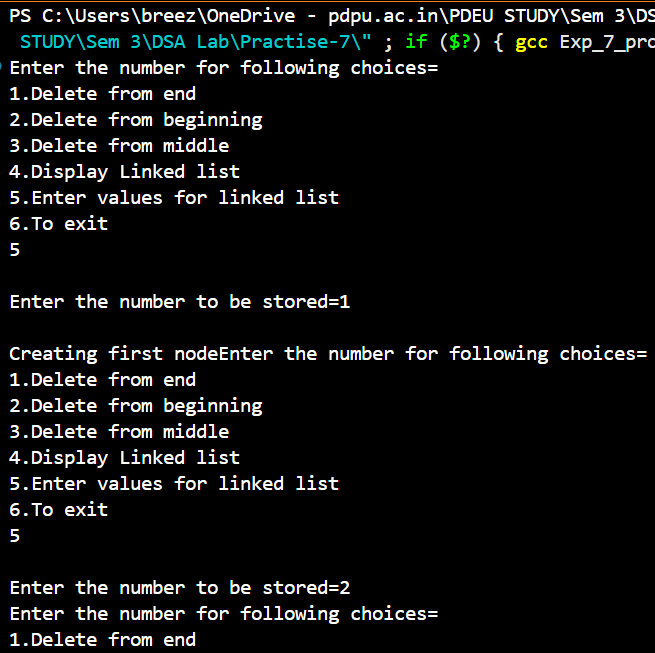 PS C:\Users\breez\OneDrive - pdpu.ac.in\PDEU STUDY\Sem 3\DS
STUDY\Sem 3\DSA Lab\Practise-7\" ; if ($?) { gcc Exp_7_pro
Enter the number for following choices=
1.Delete from end
2.Delete from beginning
3.Delete from middle
4.Display Linked list
5.Enter values for linked list
6.To exit
5
Enter the number to be stored=1
Creating first nodeEnter the number for following choices=
1.Delete from end
2.Delete from beginning
3.Delete from middle
4.Display Linked list
5.Enter values for linked list
6.To exit
5
Enter the number to be stored=2
Enter the number for following choices=
1.Delete from end